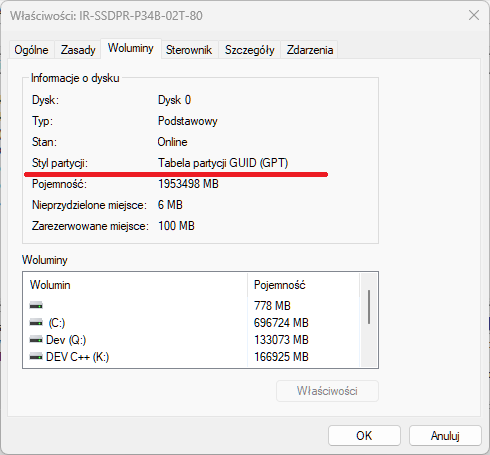 Właściwości: IR-SSDPR-P34B-02T-80
Ogólne Zasady Woluminy Sterownik Szczegóły Zdarzenia
Informacje o dysku
Dysk: Dysk 0
Typ: Podstawowy
Stan: Online
Styl partycji: Tabela partycji GUID (GPT)
Pojemność: 1953498 MB
Nieprzydzielone miejsce: 6 MB
Zarezerwowane miejsce: 100 MB
Woluminy
Wolumin Pojemność
778 MB
(C:) 696724 MB
Dev (Q:) 133073 MB
DEV C++ (K:) 166925 MB
Właściwości
OK Anuluj